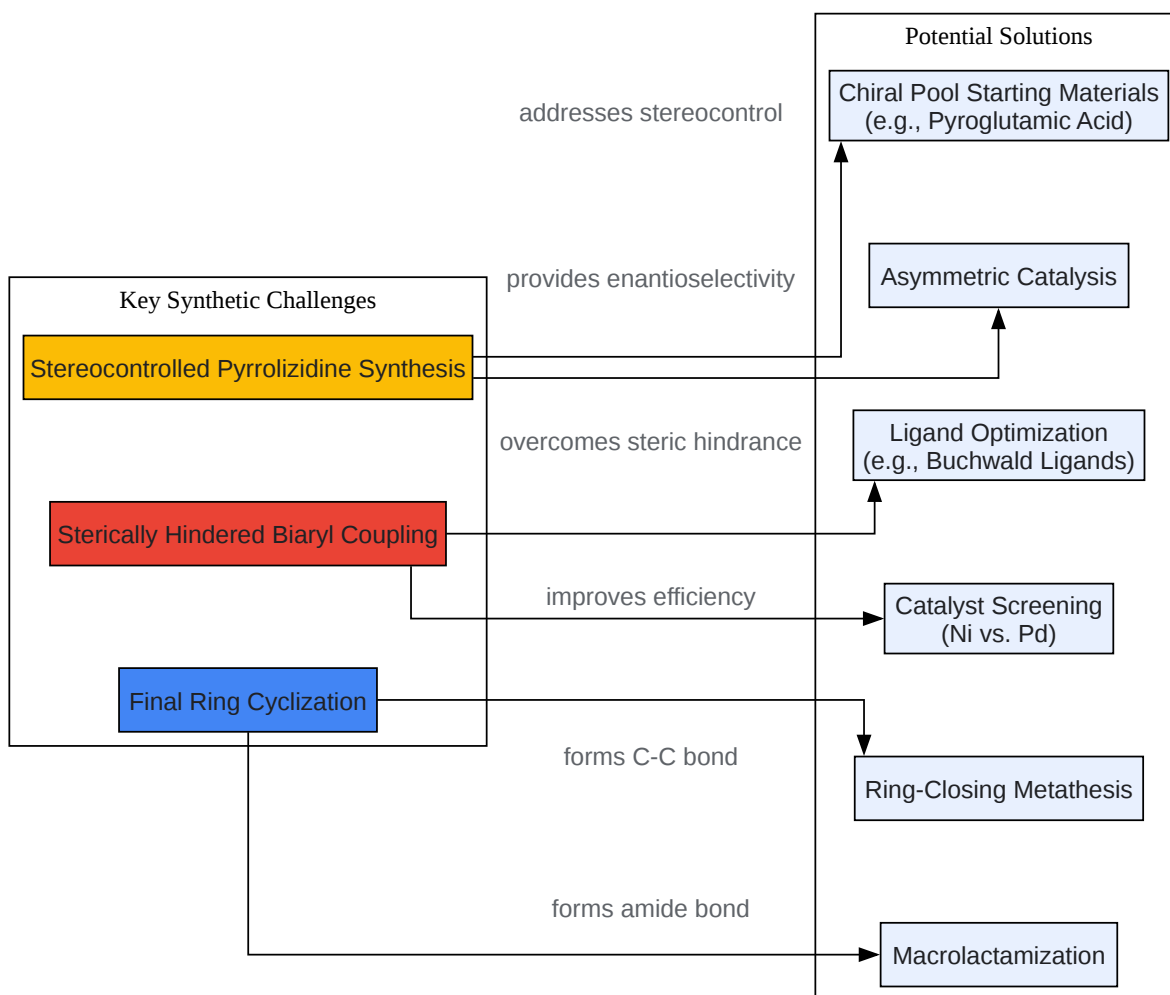 Potential Solutions
Chiral Pool Starting Materials
(e.g., Pyroglutamic Acid)
addresses stereocontrol
provides enantioselectivity
Asymmetric Catalysis
Key Synthetic Challenges
Stereocontrolled Pyrrolizidine Synthesis
overcomes steric hindrance
Ligand Optimization
(e.g., Buchwald Ligands)
Sterically Hindered Biaryl Coupling
improves efficiency
Catalyst Screening
(Ni vs. Pd)
Final Ring Cyclization
forms C-C bond
Ring-Closing Metathesis
forms amide bond
Macrolactamization